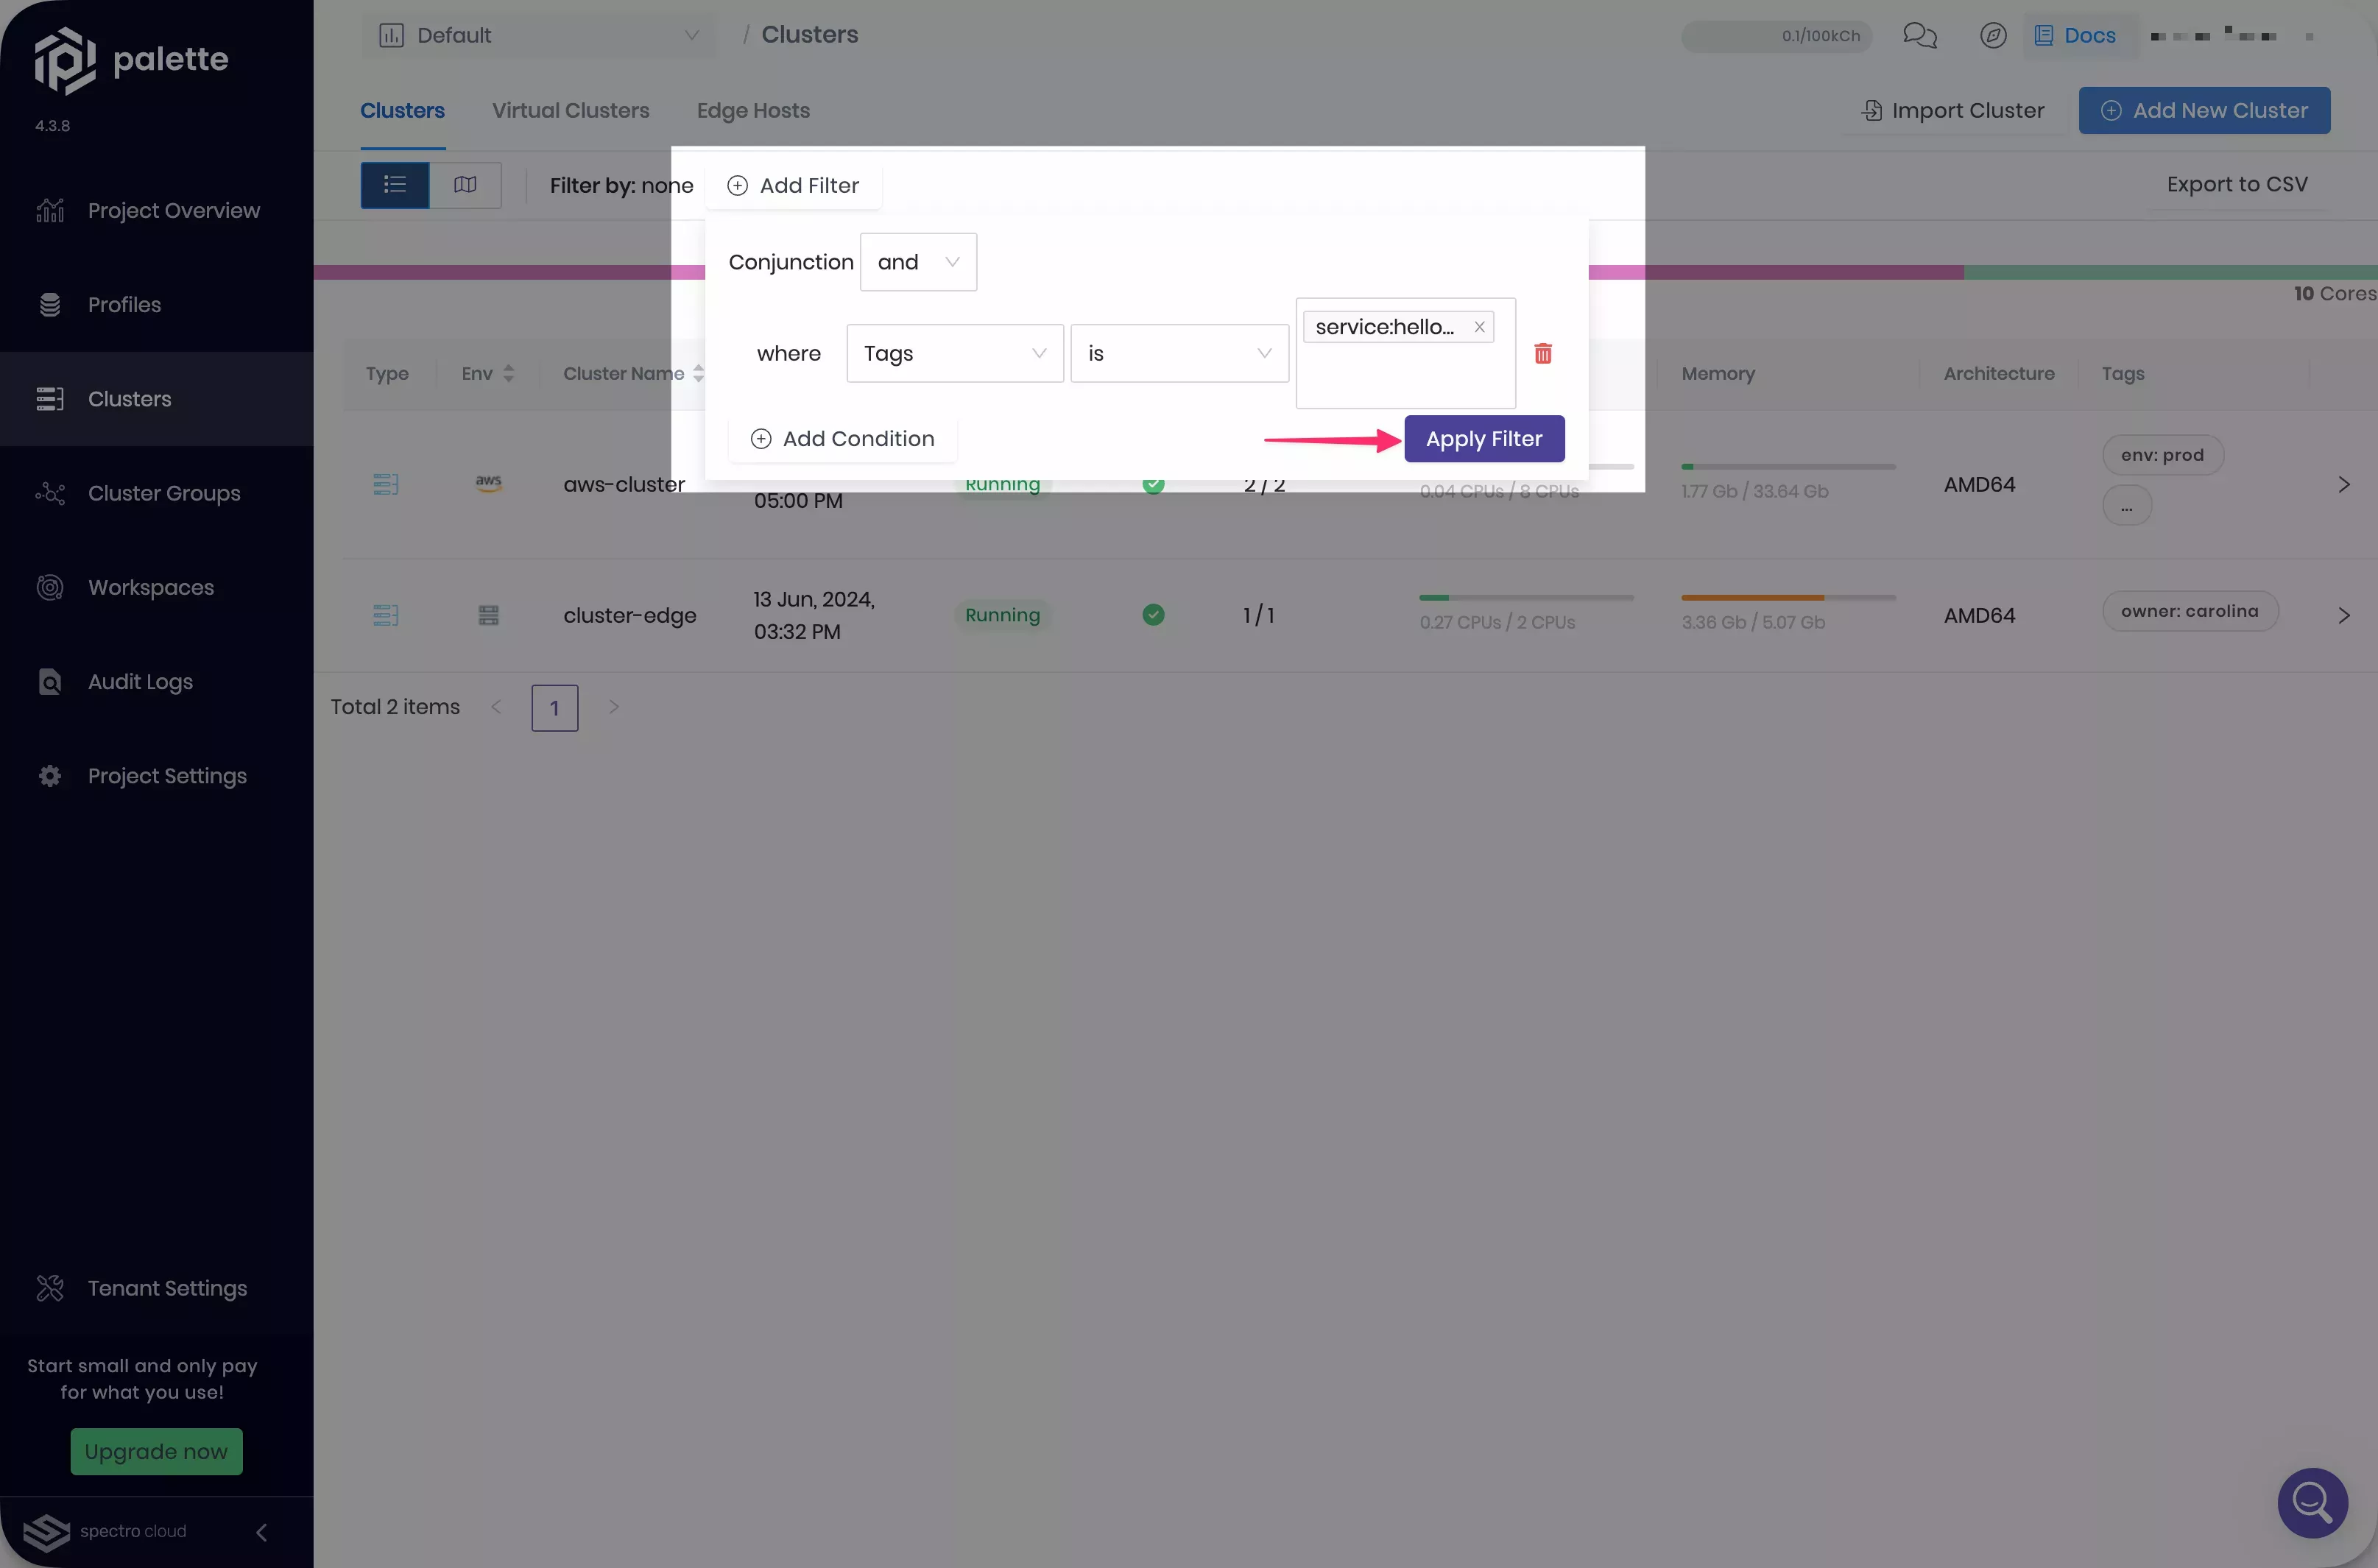 palette
4.3.8
Project Overview
Profiles
Clusters
Cluster Groups
Workspaces
Audit Logs
Project Settings
Tenant Settings
Start small and only pay
for what you use!
Upgrade now
spectro cloud
Default
/ Clusters
0.1/100kCh
Docs
Clusters
Virtual Clusters
Edge Hosts
Import Cluster
Add New Cluster
Filter by: none
Add Filter
Export to CSV
Conjunction and
10 Cores
where Tags is service:hello...
Add Condition
Apply Filter
Type Env Cluster Name Memory Architecture Tags
aws
aws-cluster
05:00 PM
Running
2 / 2
0.04 CPUs / 8 CPUs
1.77 Gb / 33.64 Gb
AMD64
env: prod
...
cluster-edge
13 Jun, 2024,
03:32 PM
Running
1 / 1
0.27 CPUs / 2 CPUs
3.36 Gb / 5.07 Gb
AMD64
owner: carolina
Total 2 items
1